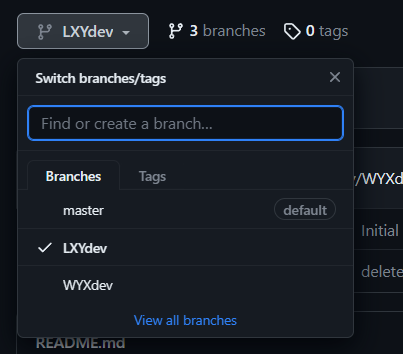 LXYdev
3 branches
0 tags
Switch branches/tags
Find or create a branch...
Branches
Tags
master
default
/WYXd
LXYdev
Initial
WYXdev
delete
View all branches
README.md